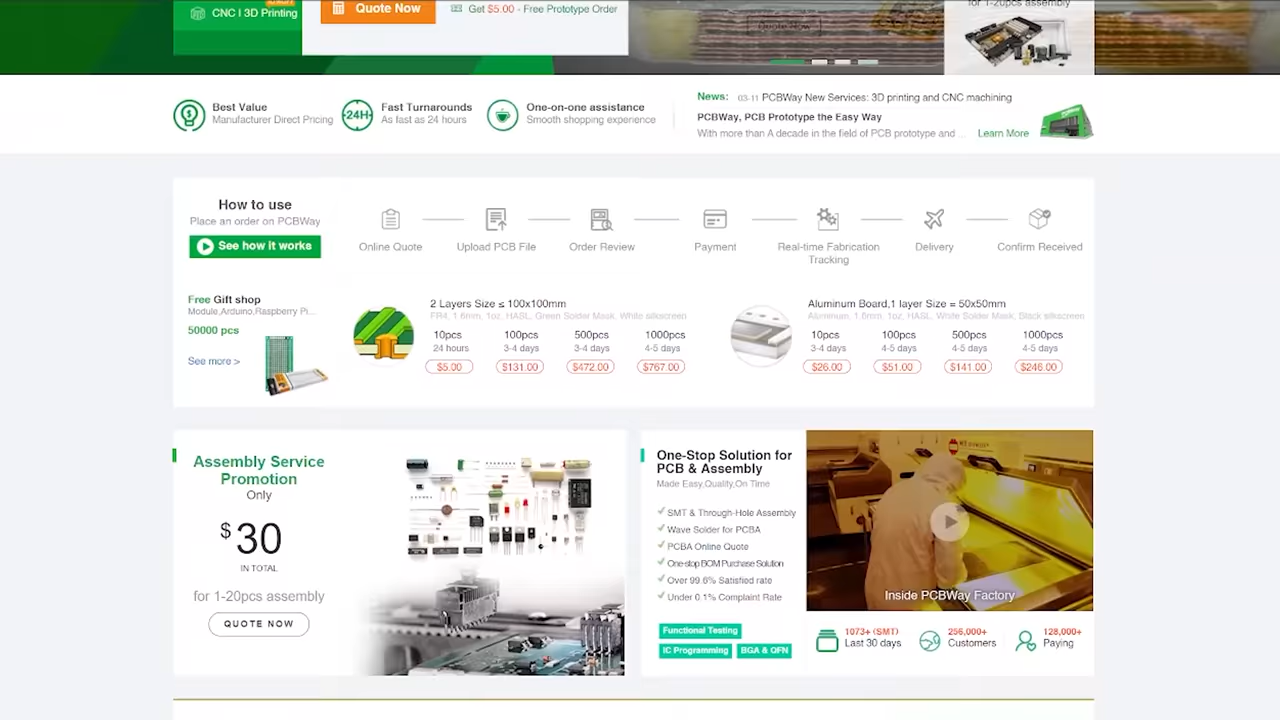 CNC | 3D Printing
Quote Now
Get $5.00 - Free Prototype Order
Quote Now
for 1-20pcs assembly
Best Value
Manufacturer Direct Pricing
24H
Fast Turnarounds
As fast as 24 hours
One-on-one assistance
Smooth shopping experience
News: 03-11 PCBWay New Services: 3D printing and CNC machining
PCBWay, PCB Prototype the Easy Way
With more than A decade in the field of PCB prototype and ... Learn More
How to use
Place an order on PCBWay
See how it works
Online Quote
Upload PCB File
Order Review
Payment
Real-time Fabrication
Tracking
Delivery
Confirm Received
Free Gift shop
Module,Arduino,Raspberry Pi...
50000 pcs
See more >
2 Layers Size ≤ 100x100mm
FR4, 1.6mm, 1oz, HASL, Green Solder Mask, White silkscreen
10pcs 100pcs 500pcs 1000pcs
24 hours 3-4 days 3-4 days 4-5 days
$5.00 $131.00 $472.00 $767.00
Aluminum Board,1 layer Size = 50x50mm
Aluminum, 1.6mm, 1oz, HASL, White Solder Mask, Black silkscreen
10pcs 100pcs 500pcs 1000pcs
3-4 days 4-5 days 4-5 days 4-5 days
$26.00 $51.00 $141.00 $246.00
Assembly Service
Promotion
Only
$30
IN TOTAL
for 1-20pcs assembly
QUOTE NOW
One-Stop Solution for
PCB & Assembly
Made Easy,Quality,On Time
SMT & Through-Hole Assembly
Wave Solder for PCBA
PCBA Online Quote
One-stop BOM Purchase Solution
Over 99.6% Satisfied rate
Under 0.1% Complaint Rate
Functional Testing
IC Programming
BGA & QFN
Inside PCBWay Factory
1073+ (SMT)
Last 30 days
256,000+
Customers
128,000+
Paying